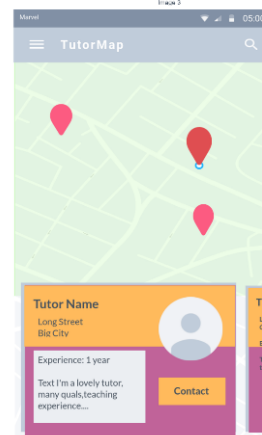 Image 3
Marvel 05:00
TutorMap
Tutor Name
Long Street
Big City
Experience: 1 year
Text I'm a lovely tutor,
many quals,teaching
experience....
Contact